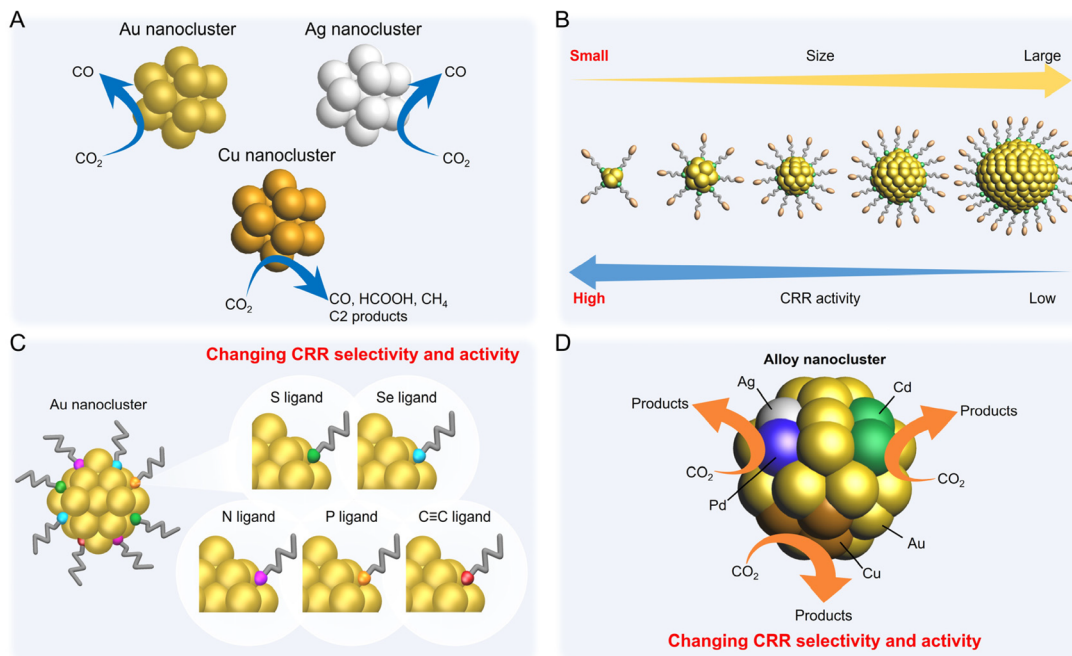 A
Au nanocluster
Ag nanocluster
CO
CO
CO₂
CO₂
Cu nanocluster
CO₂
CO, HCOOH, CH₄
C2 products
B
Small
Size
Large
High
CRR activity
Low
C
Changing CRR selectivity and activity
Au nanocluster
S ligand
Se ligand
N ligand
P ligand
C≡C ligand
D
Alloy nanocluster
Ag
Cd
Products
Products
CO₂
CO₂
Pd
Au
CO₂
Cu
Products
Changing CRR selectivity and activity